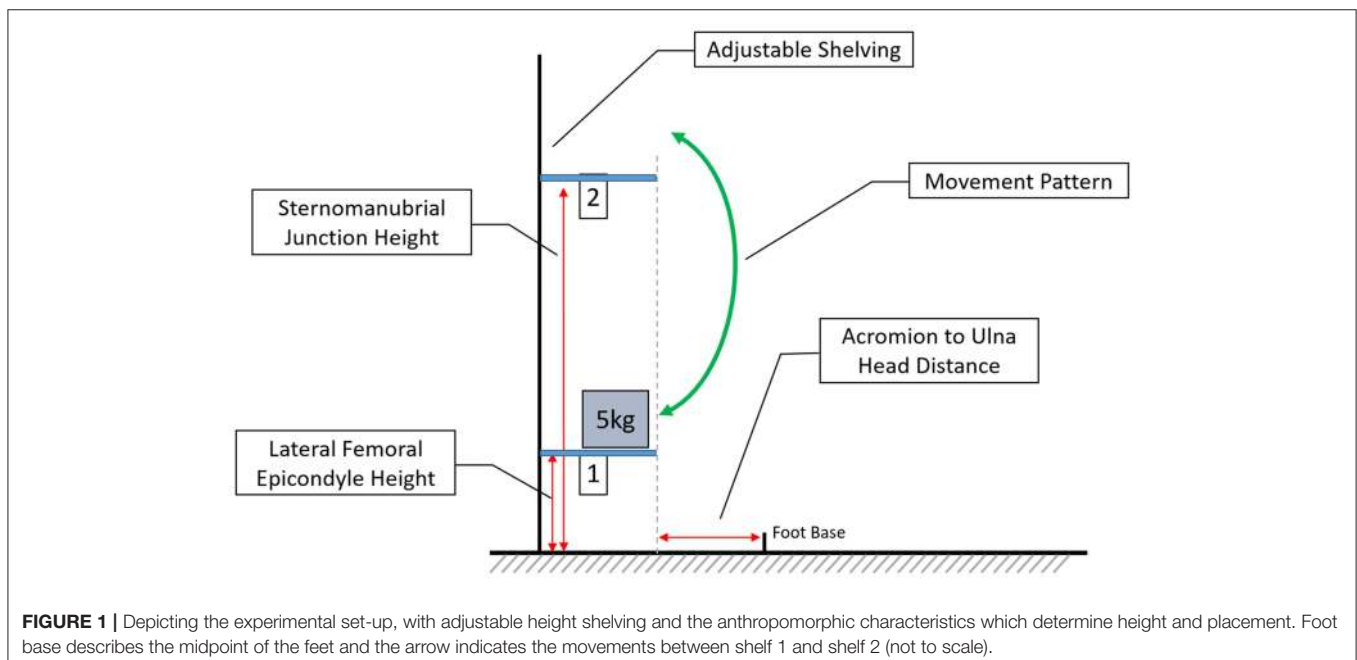 Adjustable Shelving
2
Movement Pattern
Sternomanubrial
Junction Height
Acromion to Ulna
Head Distance
5kg
Lateral Femoral
Epicondyle Height
1
Foot Base
FIGURE 1 | Depicting the experimental set-up, with adjustable height shelving and the anthropomorphic characteristics which determine height and placement. Foot
base describes the midpoint of the feet and the arrow indicates the movements between shelf 1 and shelf 2 (not to scale).